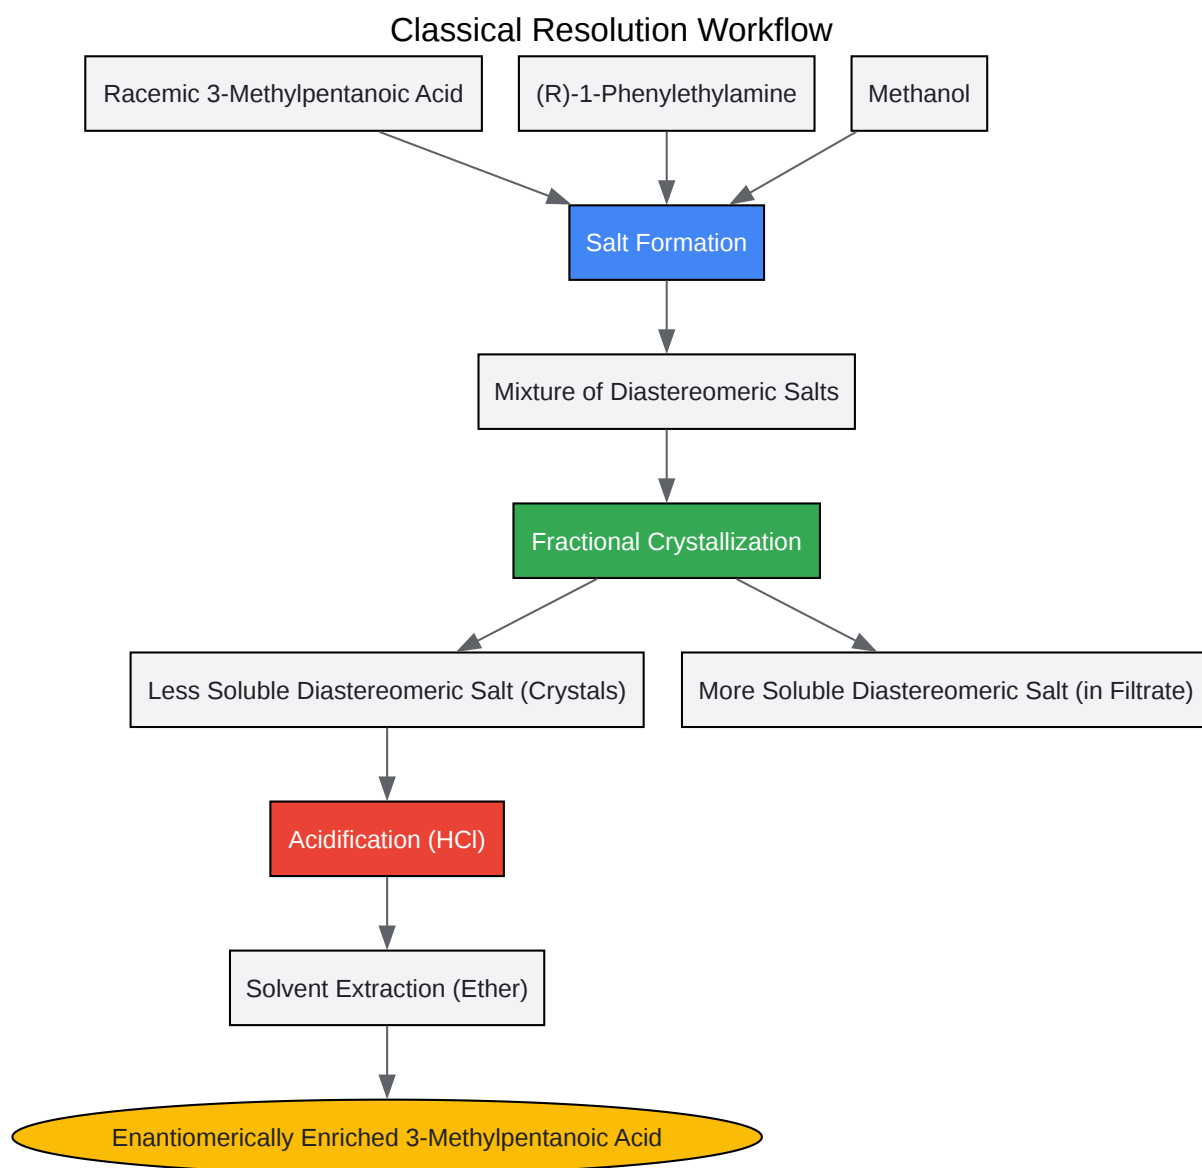 Classical Resolution Workflow
Racemic 3-Methylpentanoic Acid
(R)-1-Phenylethylamine
Methanol
Salt Formation
Mixture of Diastereomeric Salts
Fractional Crystallization
Less Soluble Diastereomeric Salt (Crystals)
More Soluble Diastereomeric Salt (in Filtrate)
Acidification (HCl)
Solvent Extraction (Ether)
Enantiomerically Enriched 3-Methylpentanoic Acid